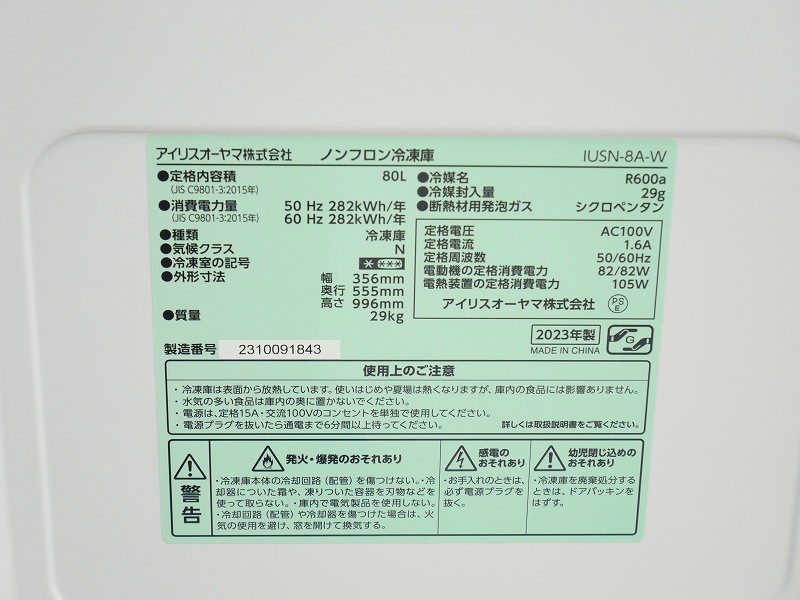 アイリスオーヤマ株式会社 ノンフロン冷凍庫 IUSN-8A-W
●定格内容積 80L
(JIS C9801-3:2015年)
●消費電力量 50 Hz 282kWh/年
(JIS C9801-3:2015年) 60 Hz 282kWh/年
●種類 冷凍庫
●気候クラス N
●冷凍室の記号
●外形寸法 幅 356mm
奥行 555mm
高さ 996mm
●質量 29kg
●冷媒名 R600a
●冷媒封入量 29g
●断熱材用発泡ガス シクロペンタン
定格電圧 AC100V
定格電流 1.6A
定格周波数 50/60Hz
電動機の定格消費電力 82/82W
電熱装置の定格消費電力 105W
アイリスオーヤマ株式会社 PSE
製造番号 2310091843
2023年製
MADE IN CHINA
G
使用上のご注意
・冷凍庫は表面から放熱しています。使いはじめや夏場は熱くなりますが、庫内の食品には影響ありません。
・水気の多い食品は庫内の奥に置かないでください。
・電源は、定格15A・交流100Vのコンセントを単独で使用してください。
・電源プラグを抜いたら通電まで6分間以上待ってください。 詳しくは取扱説明書をご覧ください。
警告
発火・爆発のおそれあり
・冷凍庫本体の冷却回路（配管）を傷つけない。・冷
却器についた霜や、凍りついた容器を刃物などを
使って取らない。・庫内で電気製品を使用しない。
・冷却回路（配管）や冷却器を傷つけた場合は、火
気の使用を避け、窓を開けて換気する。
感電の
おそれあり
・お手入れのときは、
必ず電源プラグを
抜く。
幼児閉じ込めの
おそれあり
・冷凍庫を廃棄処分する
ときは、ドアパッキンを
はずす。